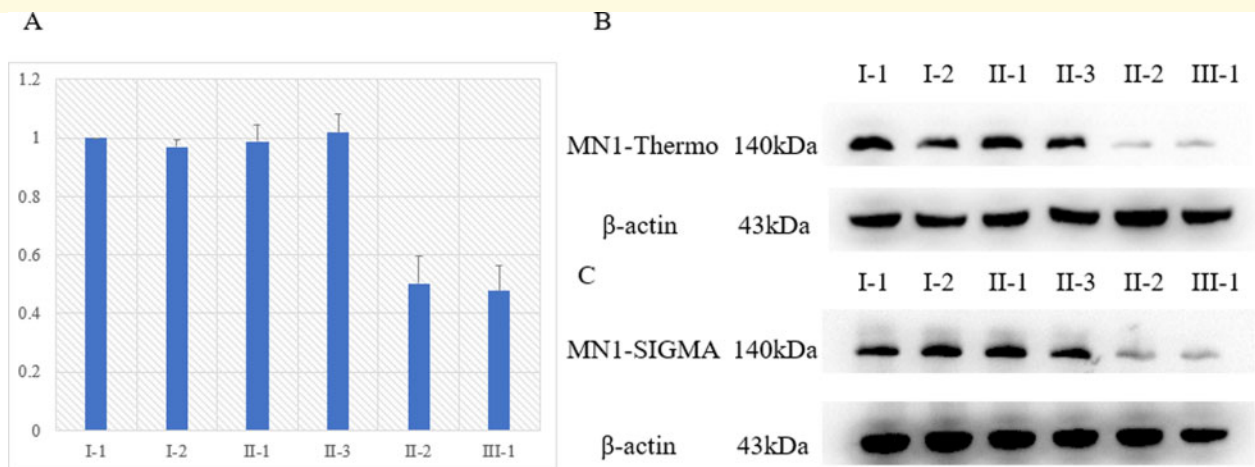 A
1.2
1
0.8
0.6
0.4
0.2
0
I-1 I-2 II-1 II-3 II-2 III-1
B
I-1 I-2 II-1 II-3 II-2 III-1
MN1-Thermo 140kDa
β-actin 43kDa
C
I-1 I-2 II-1 II-3 II-2 III-1
MN1-SIGMA 140kDa
β-actin 43kDa